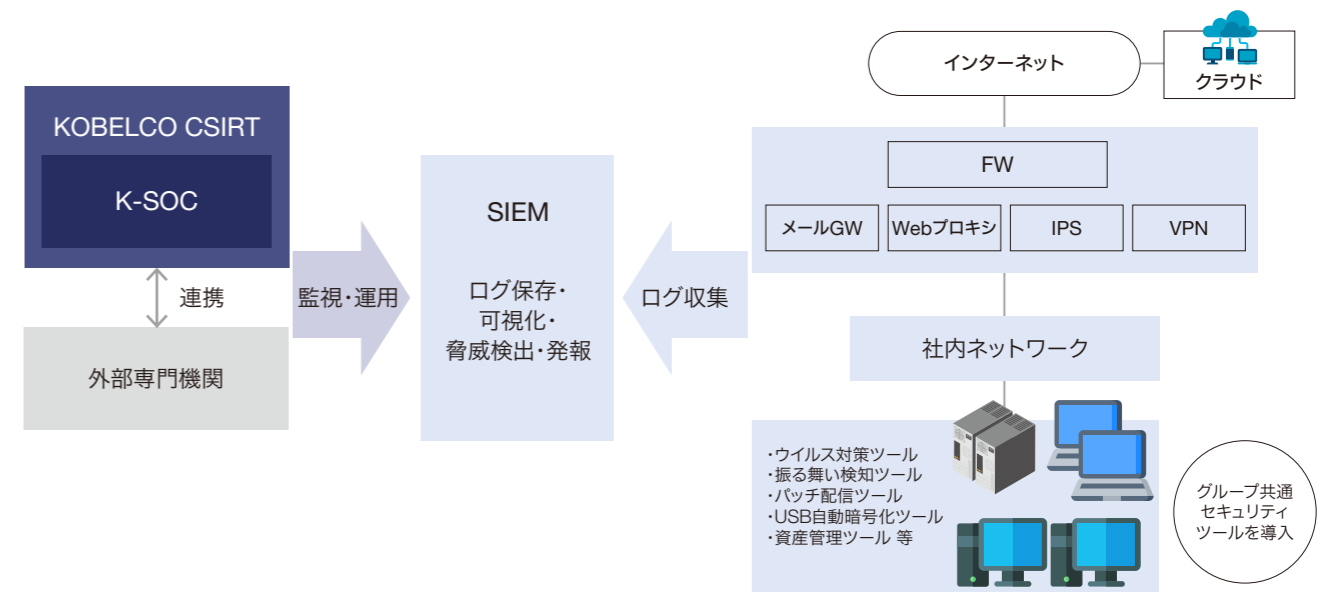 KOBELCO CSIRT
K-SOC
連携
外部専門機関
監視・運用
SIEM
ログ保存・
可視化・
脅威検出・発報
ログ収集
インターネット
クラウド
FW
メールGW
Webプロキシ
IPS
VPN
社内ネットワーク
・ウイルス対策ツール
・振る舞い検知ツール
・パッチ配信ツール
・USB自動暗号化ツール
・資産管理ツール 等
グループ共通
セキュリティ
ツールを導入